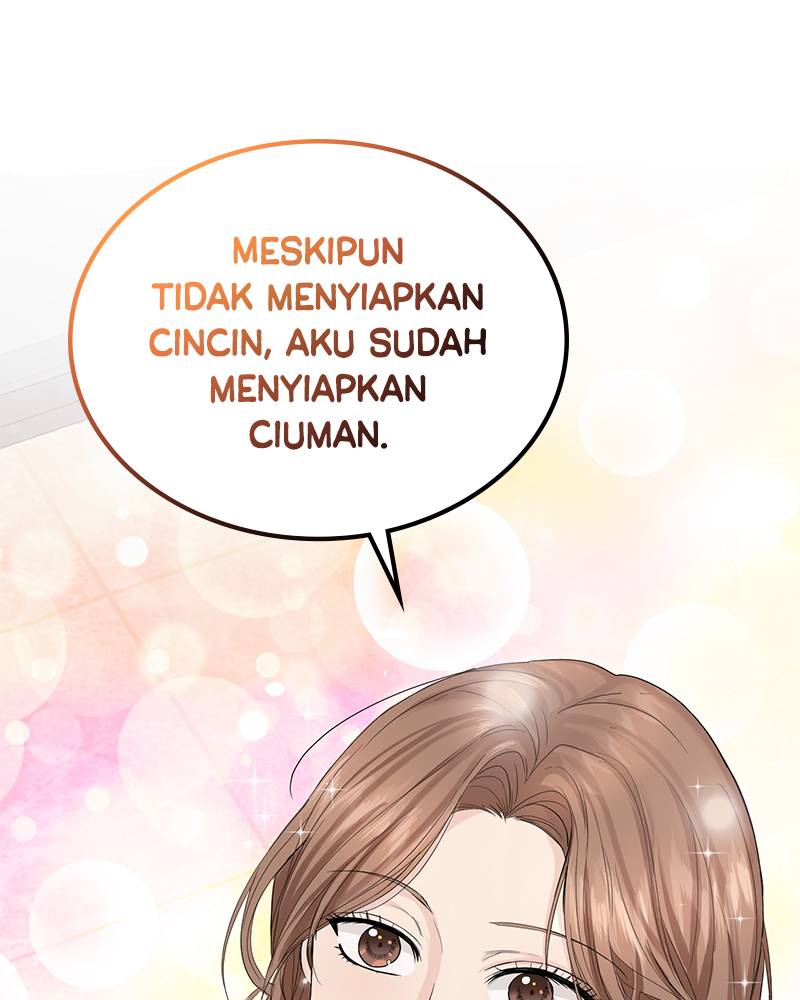 MESKIPUN
TIDAK MENYIAPKAN
CINCIN, AKU SUDAH
MENYIAPKAN
CIUMAN.